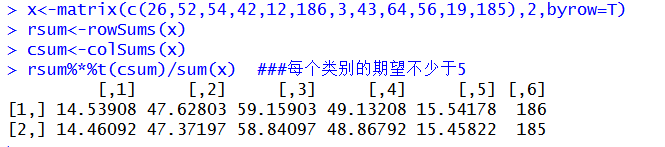 > x<-matrix(c(26,52,54,42,12,186,3,43,64,56,19,185),2,byrow=T)
> rsum<-rowSums(x)
> csum<-colSums(x)
> rsum%*%t(csum)/sum(x)  ###每个类别的期望不少于5
         [,1]     [,2]     [,3]     [,4]     [,5] [,6]
[1,] 14.53908 47.62803 59.15903 49.13208 15.54178  186
[2,] 14.46092 47.37197 58.84097 48.86792 15.45822  185